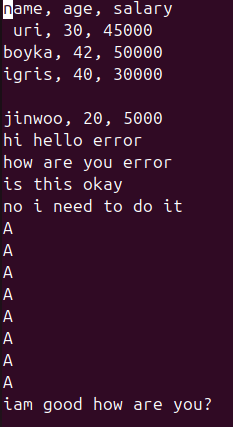 name, age, salary
 uri, 30, 45000
boyka, 42, 50000
igris, 40, 30000

jinwoo, 20, 5000
hi hello error
how are you error
is this okay
no i need to do it
A
A
A
A
A
A
A
A
iam good how are you?